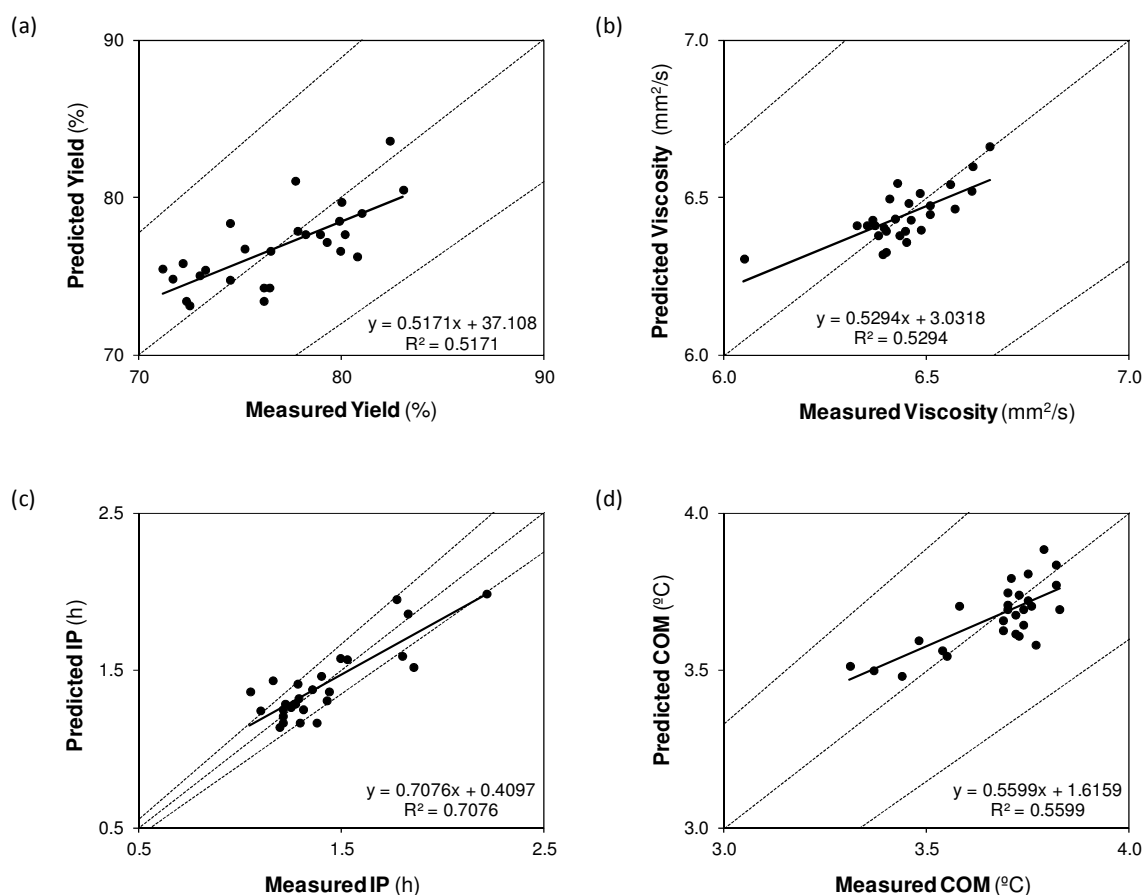 (a)
90
Predicted Yield (%)
80
70
y = 0.5171x + 37.108
R² = 0.5171
70 80 90
Measured Yield (%)
(b)
7.0
Predicted Viscosity (mm²/s)
6.5
6.0
y = 0.5294x + 3.0318
R² = 0.5294
6.0 6.5 7.0
Measured Viscosity (mm²/s)
(c)
2.5
Predicted IP (h)
1.5
0.5
y = 0.7076x + 0.4097
R² = 0.7076
0.5 1.5 2.5
Measured IP (h)
(d)
4.0
Predicted COM (ºC)
3.5
3.0
y = 0.5599x + 1.6159
R² = 0.5599
3.0 3.5 4.0
Measured COM (ºC)